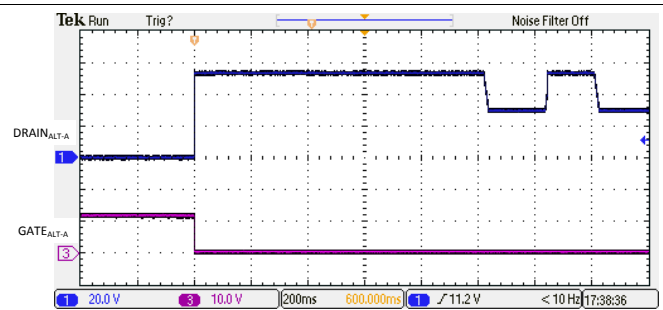 Tek Run Trig? Noise Filter Off
T
T
DRAINALT-A
1
GATEALT-A
3
1 20.0 V 3 10.0 V 200ms 600.000ms 1 11.2 V < 10 Hz 17:38:36